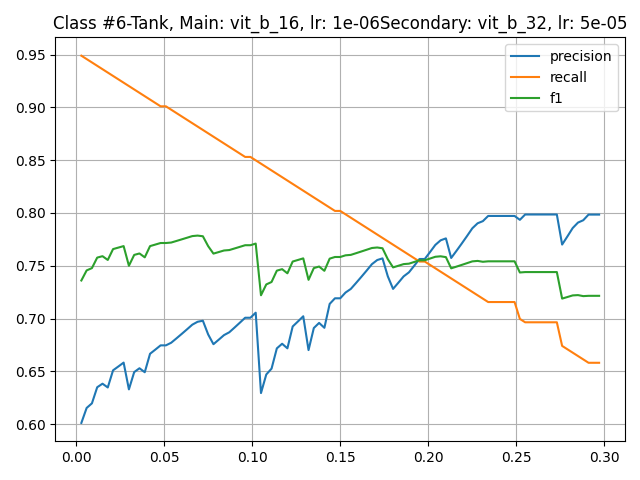 Class #6-Tank, Main: vit_b_16, lr: 1e-06Secondary: vit_b_32, lr: 5e-05
precision
recall
f1
0.95
0.90
0.85
0.80
0.75
0.70
0.65
0.60
0.00 0.05 0.10 0.15 0.20 0.25 0.30